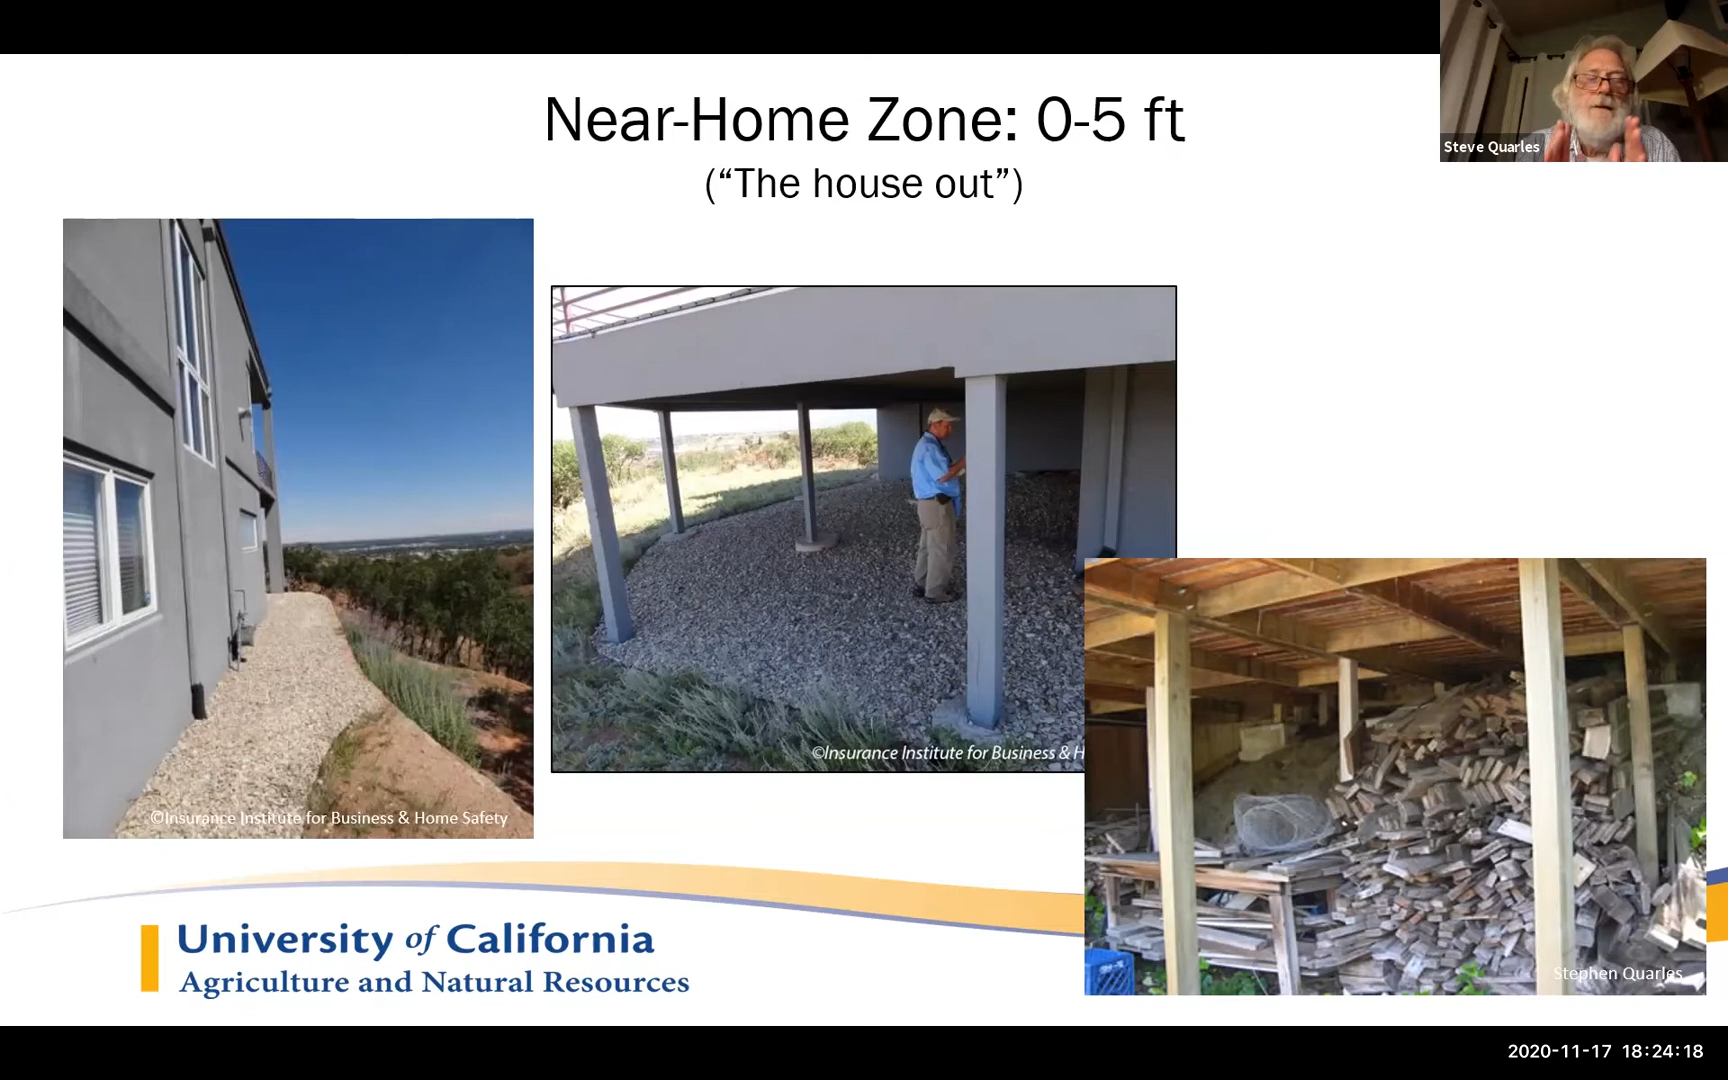 Near-Home Zone: 0-5 ft
(“The house out”)
Steve Quarles
©Insurance Institute for Business & Home Safety
©Insurance Institute for Business & H
Stephen Quarles
University of California
Agriculture and Natural Resources
2020-11-17 18:24:18